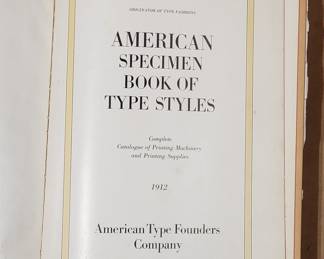 ORIGINATOR OF TYPE FASHIONS
AMERICAN
SPECIMEN
BOOK OF
TYPE STYLES
Complete
Catalogue of Printing Machinery
and Printing Supplies
1912
American Type Founders
Company